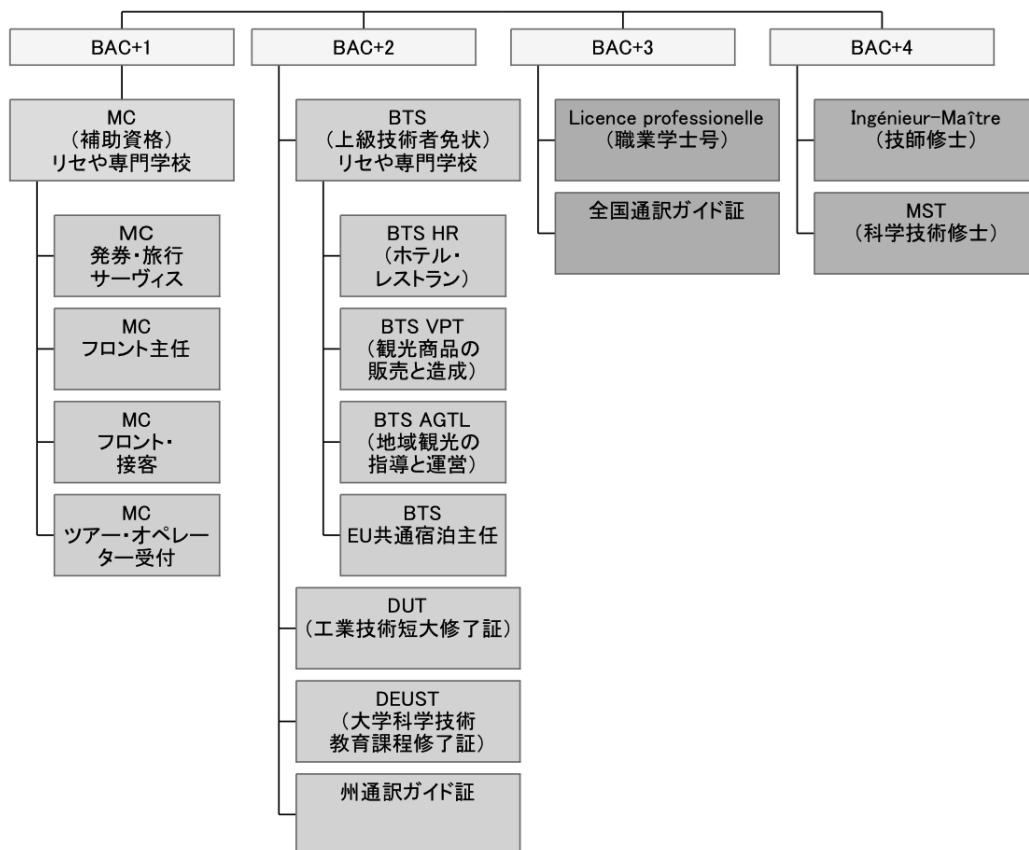 BAC+1
BAC+2
BAC+3
BAC+4
MC
(補助資格)
リセや専門学校
MC
発券・旅行
サーヴィス
MC
フロント主任
MC
フロント・
接客
MC
ツアー・オペレー
ター受付
BTS
(上級技術者免状)
リセや専門学校
BTS HR
(ホテル・
レストラン)
BTS VPT
(観光商品の
販売と造成)
BTS AGTL
(地域観光の
指導と運営)
BTS
EU共通宿泊主任
DUT
(工業技術短大修了証)
DEUST
(大学科学技術
教育課程修了証)
州通訳ガイド証
Licence professionelle
(職業学士号)
全国通訳ガイド証
Ingénieur-Maître
(技師修士)
MST
(科学技術修士)